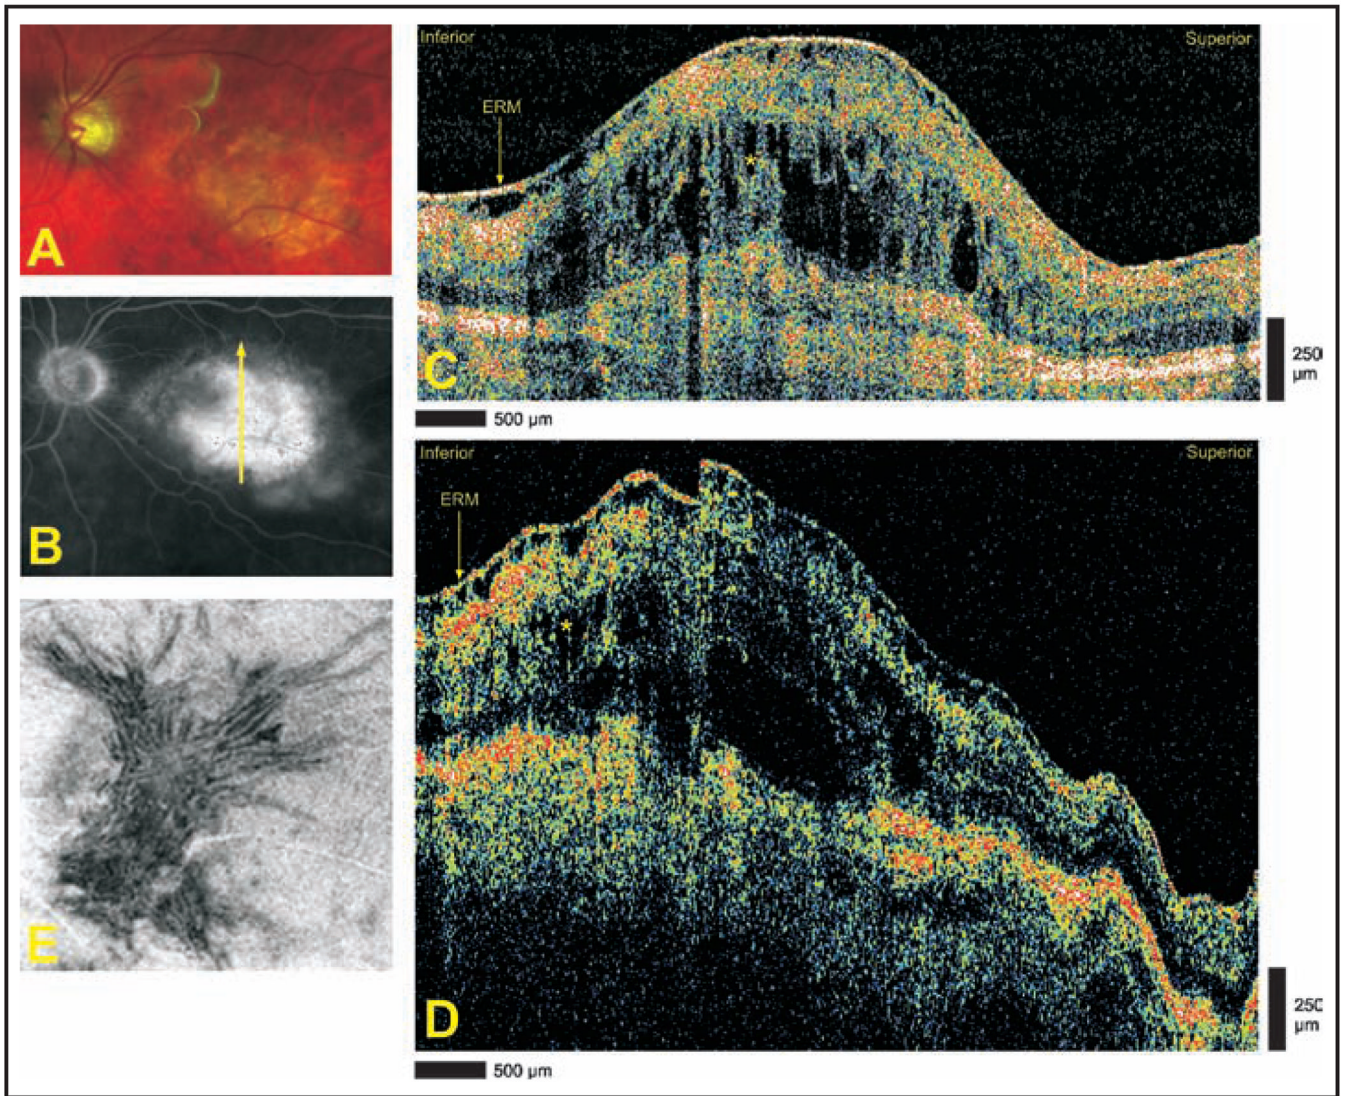 A
B
E
Inferior
Superior
ERM
*
C
250
µm
500 µm
Inferior
Superior
ERM
*
D
250
µm
500 µm